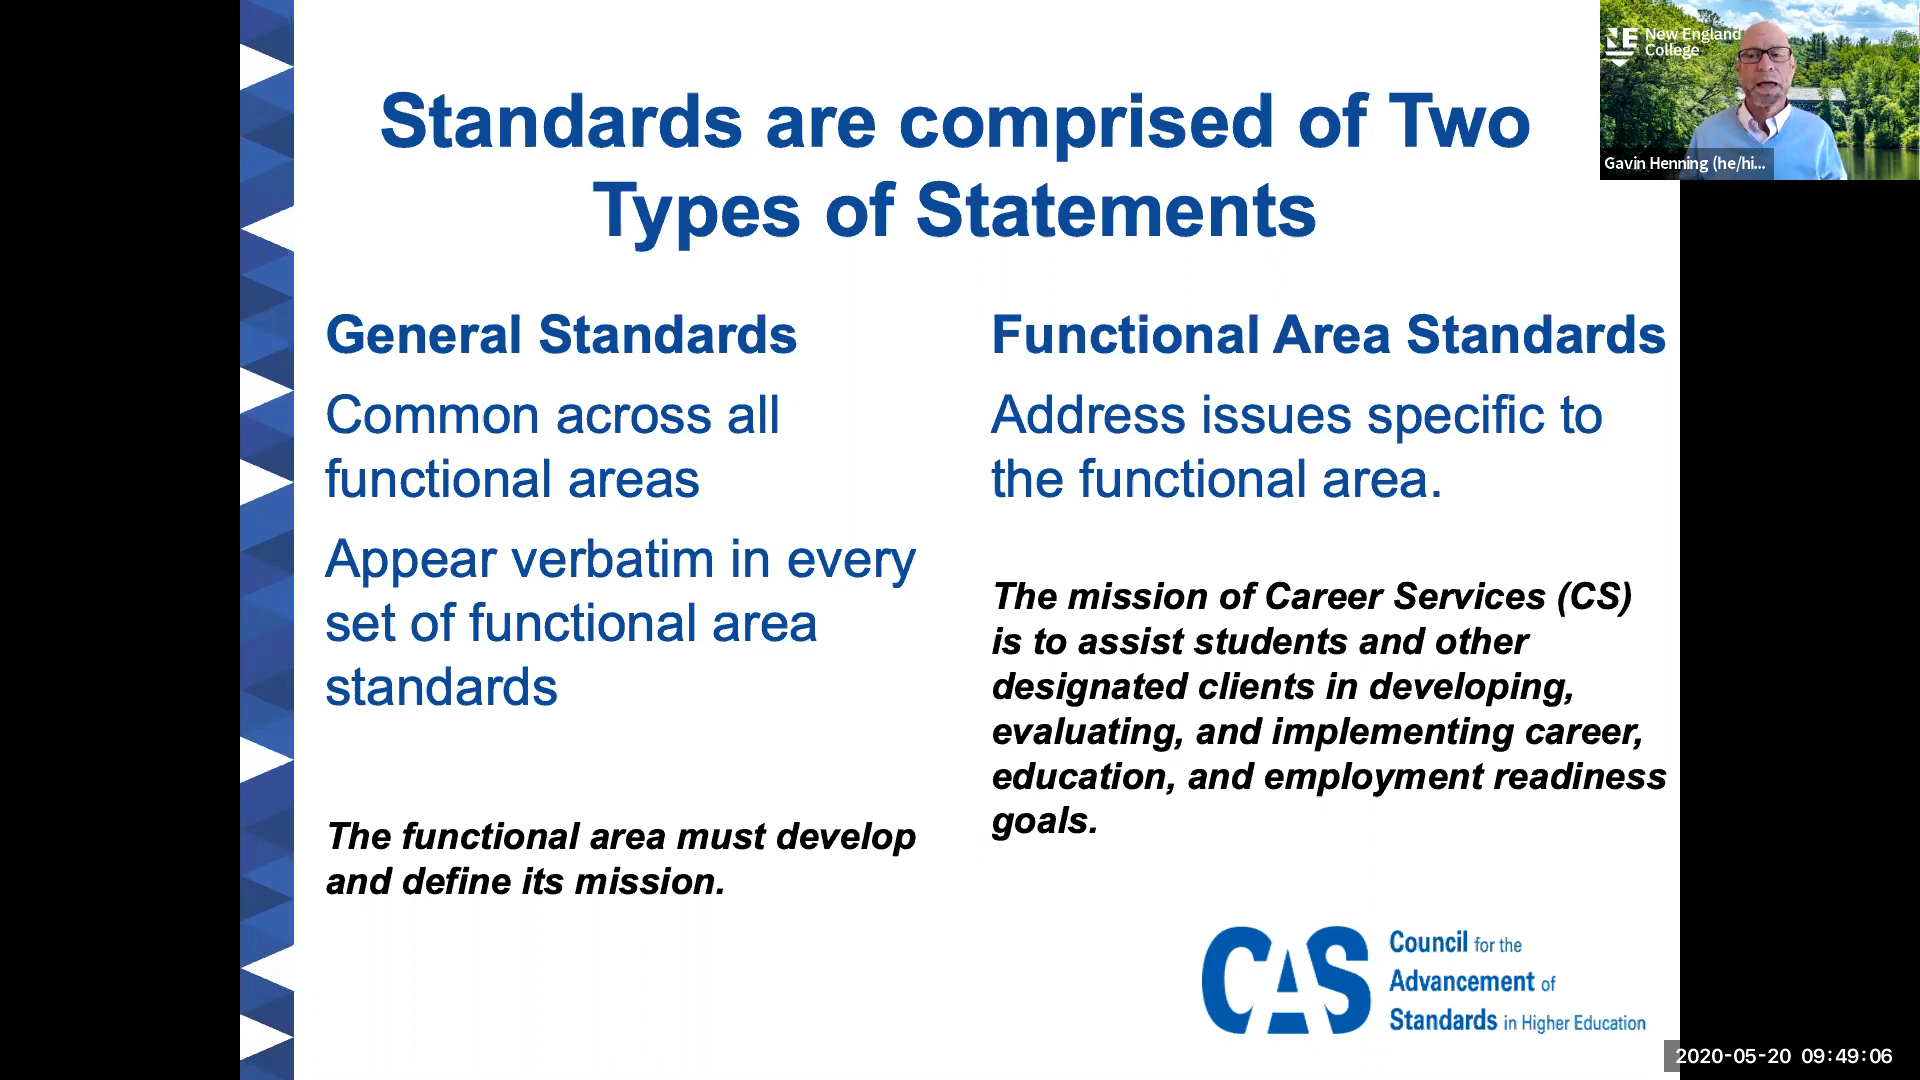 Standards are comprised of Two
Types of Statements
General Standards
Common across all
functional areas
Appear verbatim in every
set of functional area
standards
The functional area must develop
and define its mission.
Functional Area Standards
Address issues specific to
the functional area.
The mission of Career Services (CS)
is to assist students and other
designated clients in developing,
evaluating, and implementing career,
education, and employment readiness
goals.
CAS
Council for the
Advancement of
Standards in Higher Education
NE
New England
College
Gavin Henning (he/hi...
2020-05-20 09:49:06